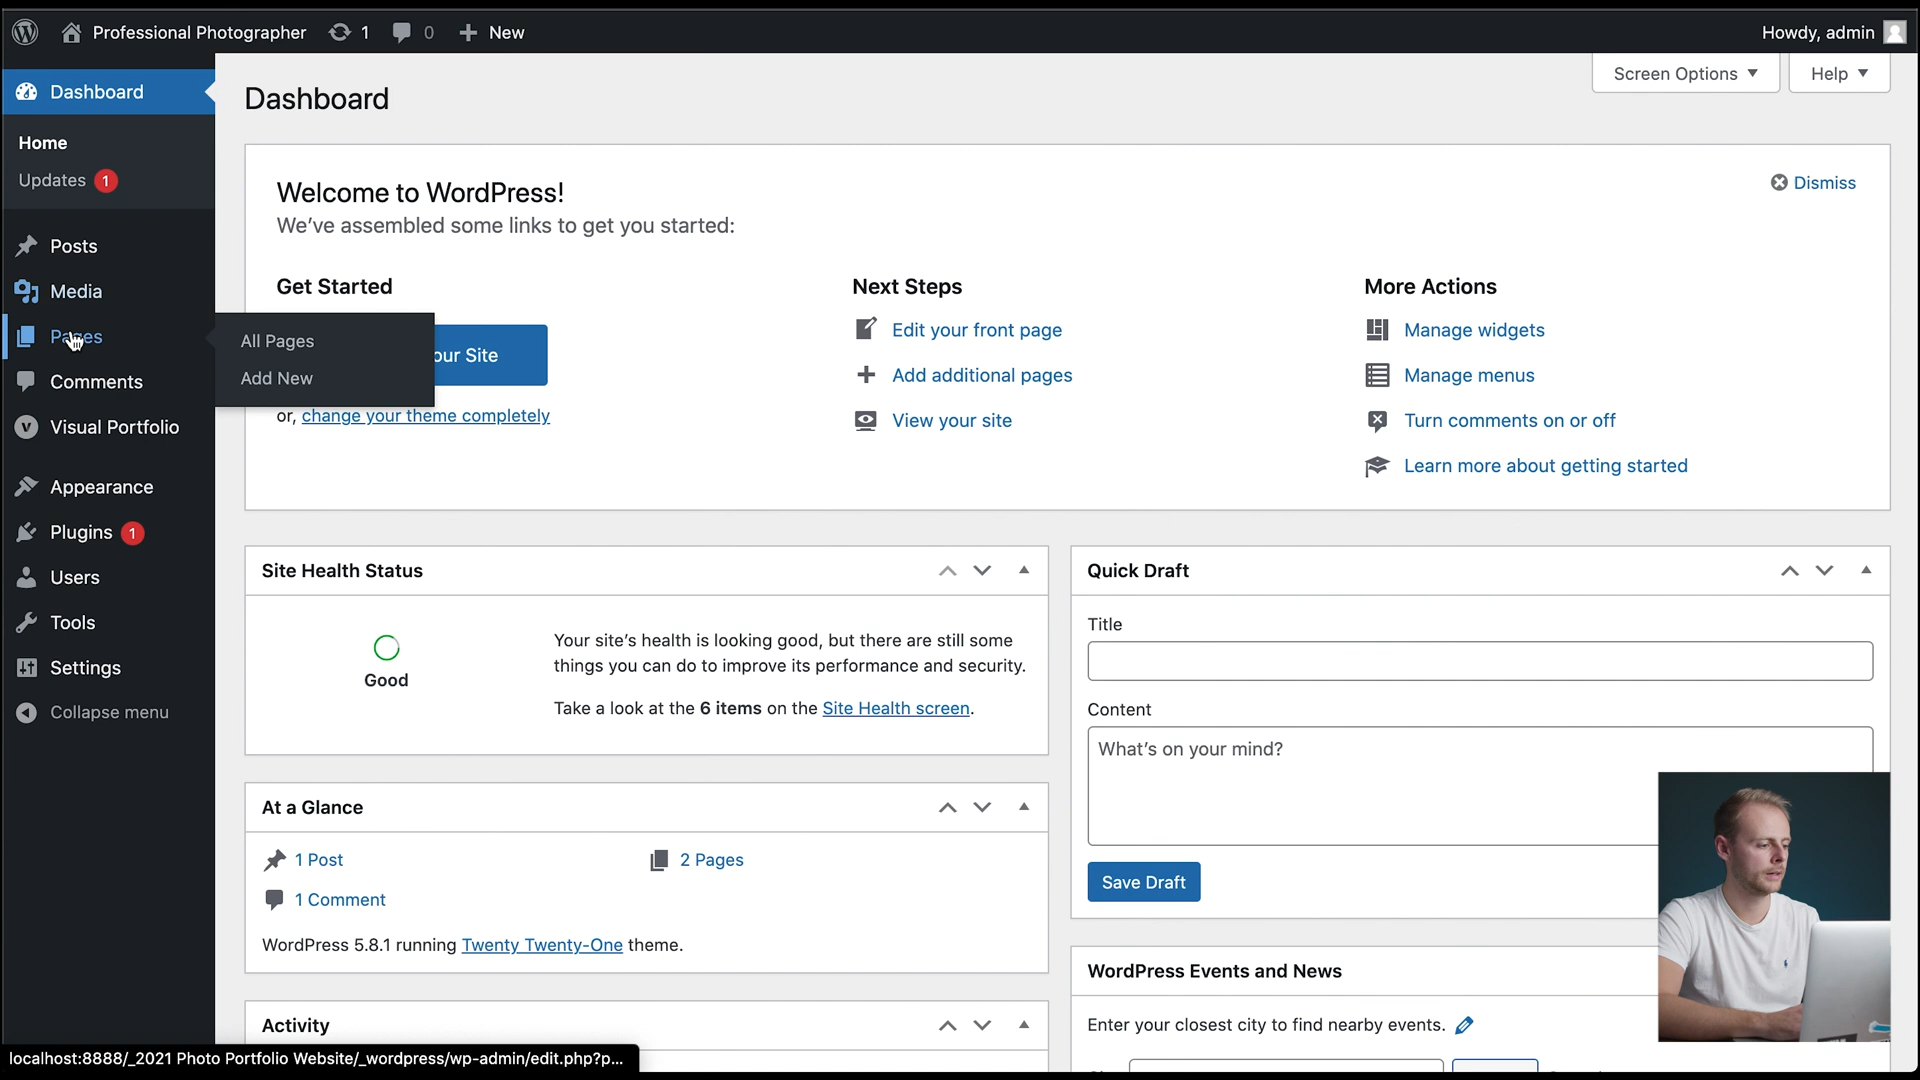 Professional Photographer 1 0 New Howdy, admin
Dashboard
Home
Updates 1
Posts
Media
Pages
Comments
Visual Portfolio
Appearance
Plugins 1
Users
Tools
Settings
Collapse menu
All Pages
Add New
Screen Options Help
Dashboard
Welcome to WordPress!
We've assembled some links to get you started:
Dismiss
Get Started
our Site
or, change your theme completely
Next Steps
Edit your front page
Add additional pages
View your site
More Actions
Manage widgets
Manage menus
Turn comments on or off
Learn more about getting started
Site Health Status
Good
Your site's health is looking good, but there are still some
things you can do to improve its performance and security.
Take a look at the 6 items on the Site Health screen.
At a Glance
1 Post 2 Pages
1 Comment
WordPress 5.8.1 running Twenty Twenty-One theme.
Activity
Quick Draft
Title
Content
What's on your mind?
Save Draft
WordPress Events and News
Enter your closest city to find nearby events.
localhost:8888/_2021 Photo Portfolio Website/_wordpress/wp-admin/edit.php?p...